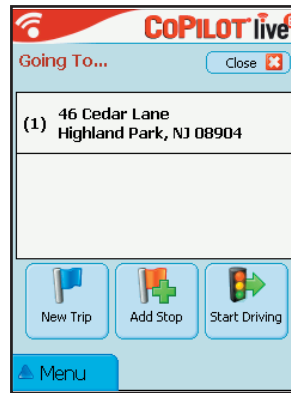 CoPILOT live
Going To...
Close
(1) 46 Cedar Lane
Highland Park, NJ 08904
New Trip
Add Stop
Start Driving
Menu